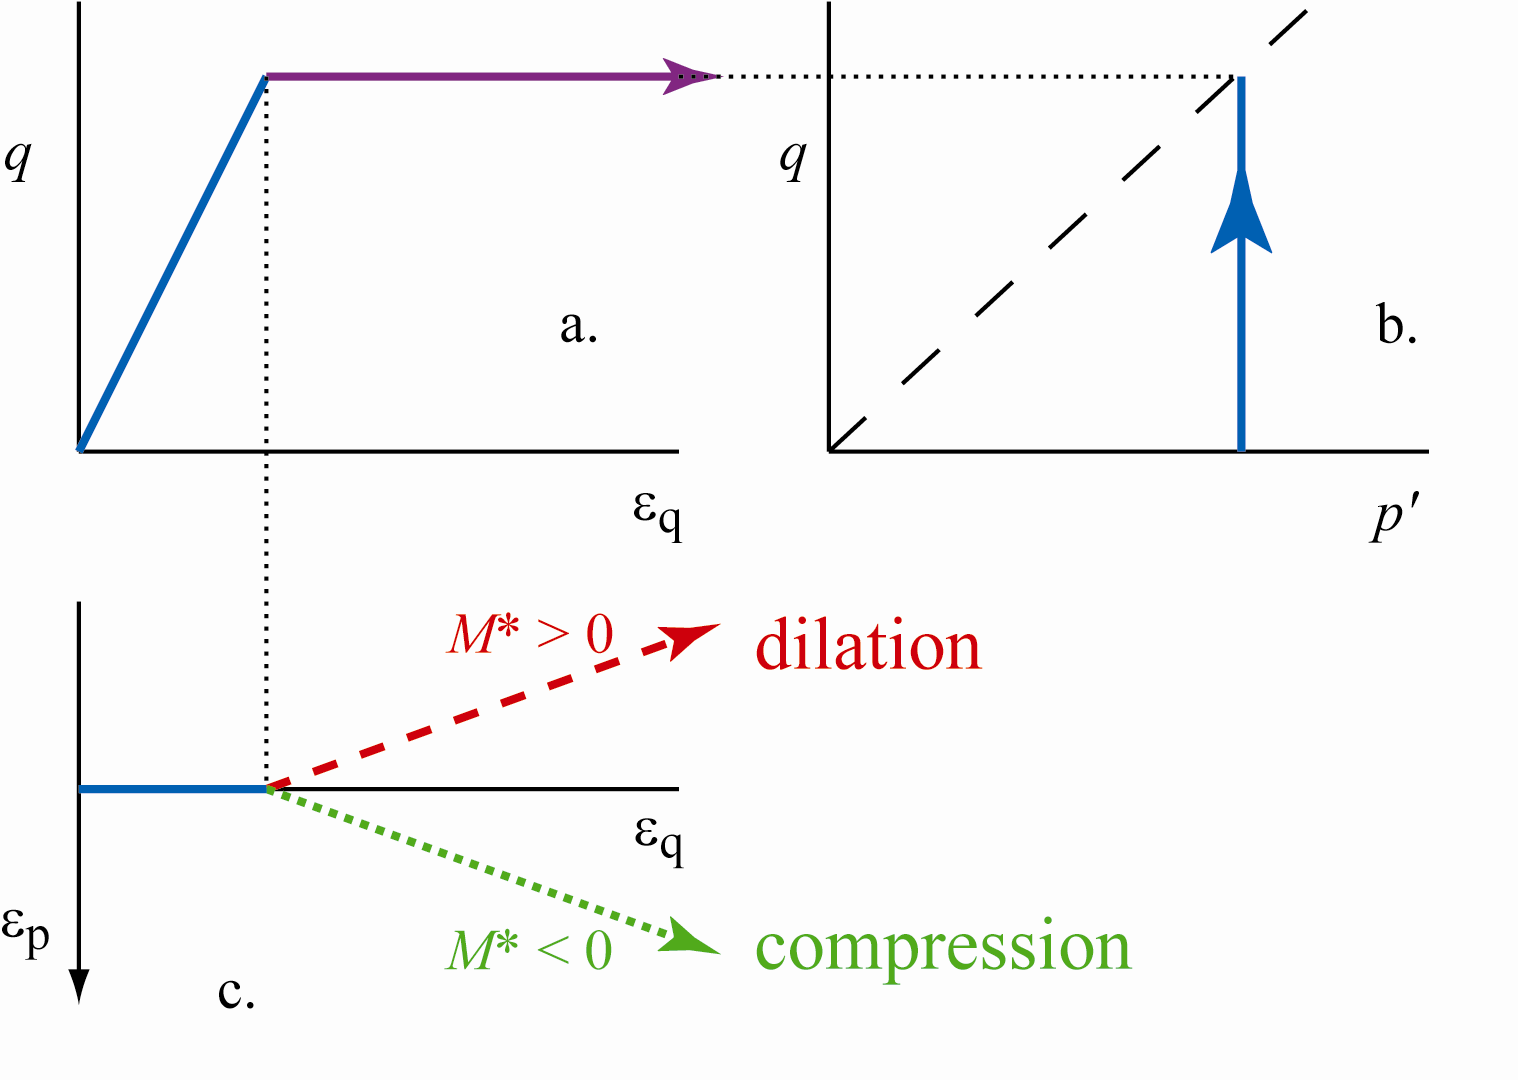 q
q
a.
b.
εq
p′
M* > 0
dilation
εq
εp
M* < 0
compression
c.